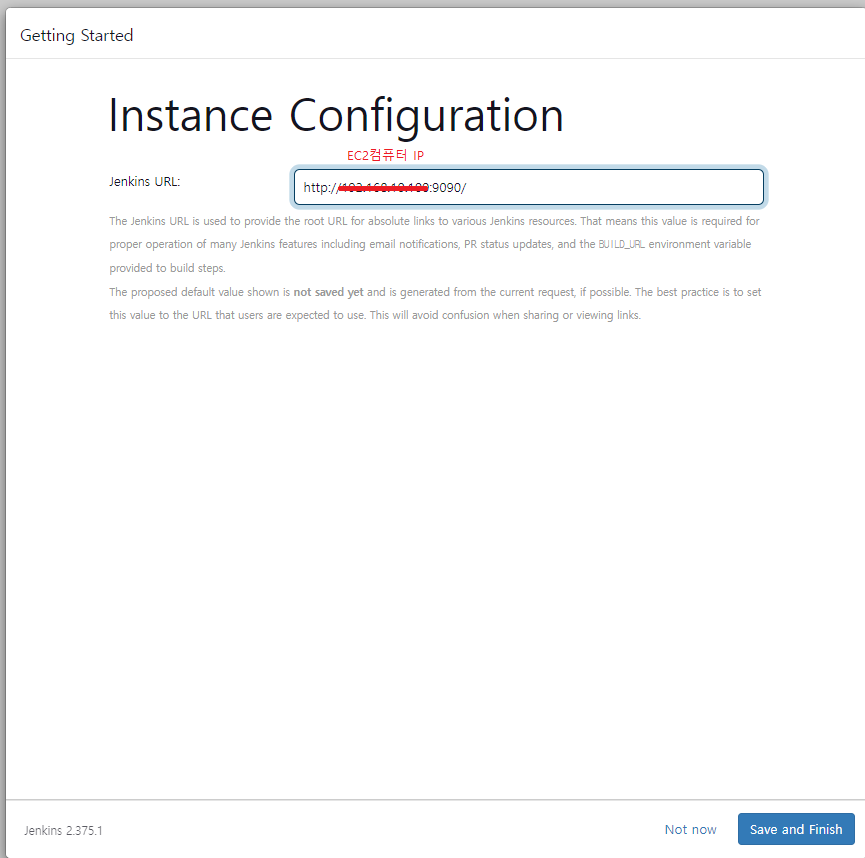 Getting Started
Instance Configuration
EC2컴퓨터 IP
Jenkins URL:
http://:9090/
The Jenkins URL is used to provide the root URL for absolute links to various Jenkins resources. That means this value is required for
proper operation of many Jenkins features including email notifications, PR status updates, and the BUILD_URL environment variable
provided to build steps.
The proposed default value shown is not saved yet and is generated from the current request, if possible. The best practice is to set
this value to the URL that users are expected to use. This will avoid confusion when sharing or viewing links.
Jenkins 2.375.1
Not now
Save and Finish